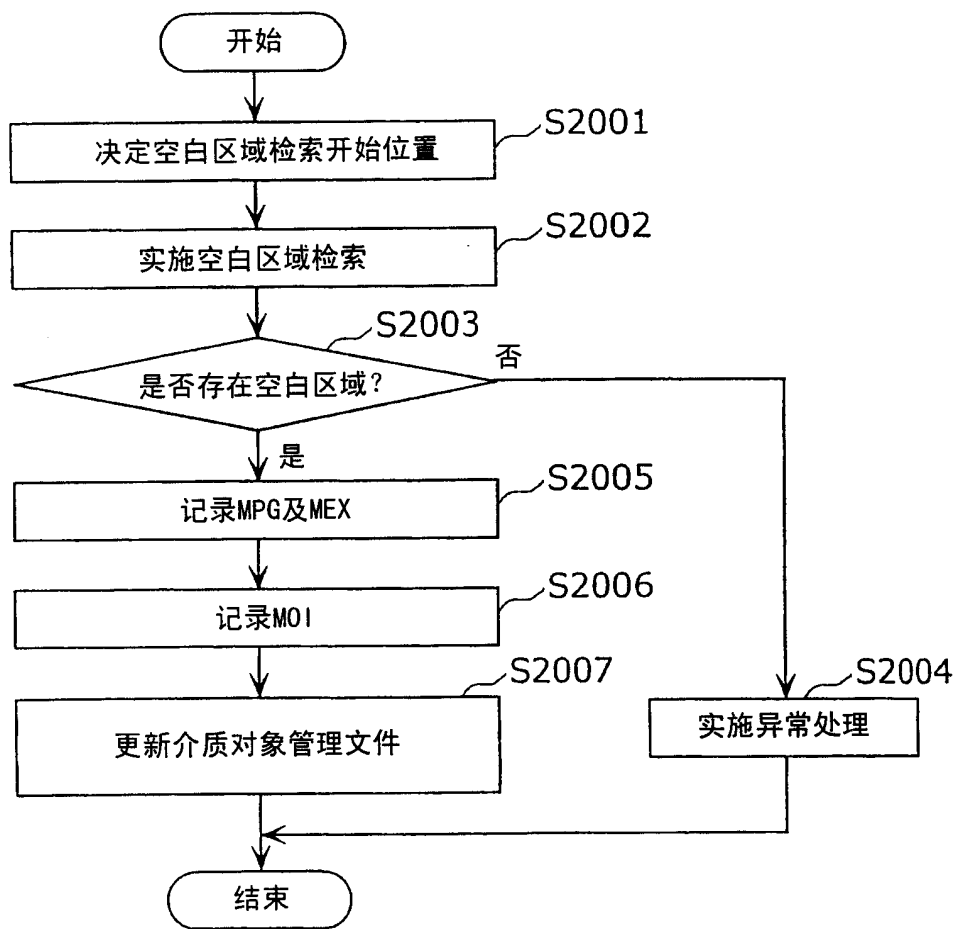 开始
S2001
决定空白区域检索开始位置
S2002
实施空白区域检索
S2003
否
是否存在空白区域?
是
S2005
记录MPG及MEX
S2006
记录MOI
S2007
S2004
更新介质对象管理文件
实施异常处理
结束